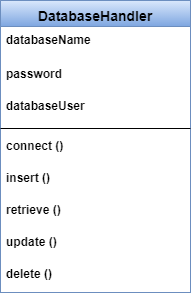 DatabaseHandler
databaseName
password
databaseUser
connect ()
insert ()
retrieve ()
update ()
delete ()